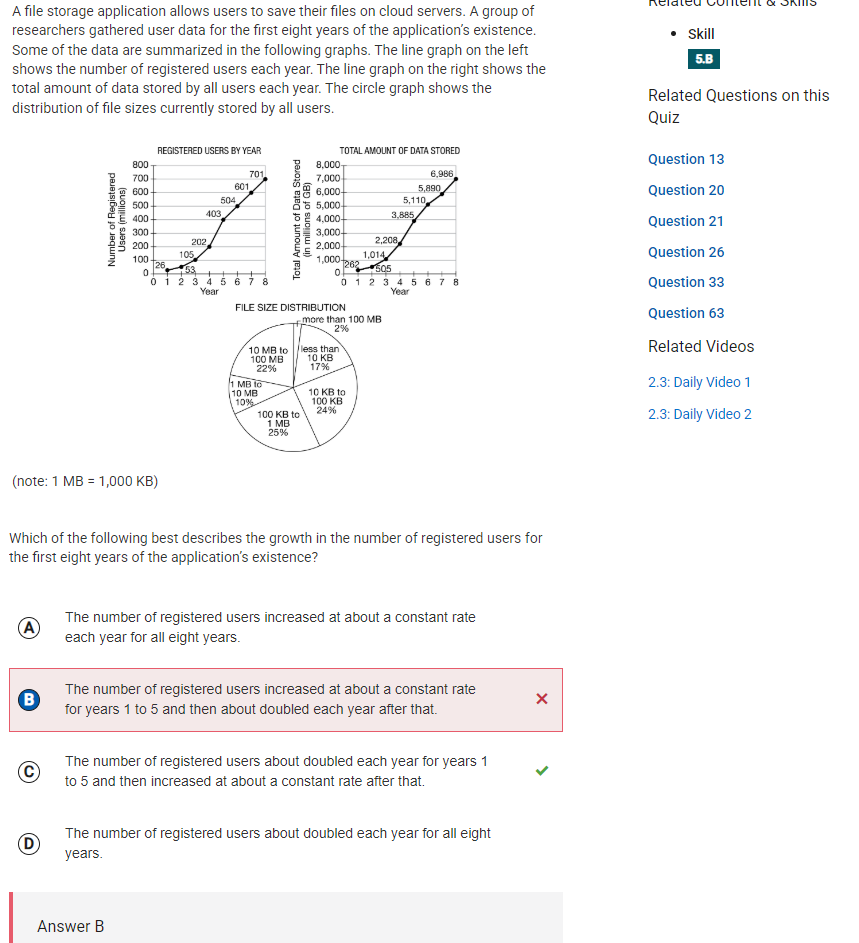 A file storage application allows users to save their files on cloud servers. A group of
researchers gathered user data for the first eight years of the application's existence.
Some of the data are summarized in the following graphs. The line graph on the left
shows the number of registered users each year. The line graph on the right shows the
total amount of data stored by all users each year. The circle graph shows the
distribution of file sizes currently stored by all users.
REGISTERED USERS BY YEAR
Number of Registered
Users (millions)
800
700
600
500
400
300
200
100
0
26
53
105
202
403
504
601
701
0 1 2 3 4 5 6 7 8
Year
TOTAL AMOUNT OF DATA STORED
Total Amount of Data Stored
(in millions of GB)
8,000
7,000
6,000
5,000
4,000
3,000
2,000
1,000
0
262
505
1,014
2,208
3,885
5,110
5,890
6,986
0 1 2 3 4 5 6 7 8
Year
FILE SIZE DISTRIBUTION
more than 100 MB
2%
less than
10 KB
17%
10 KB to
100 KB
24%
100 KB to
1 MB
25%
1 MB to
10 MB
10%
10 MB to
100 MB
22%
(note: 1 MB = 1,000 KB)
Which of the following best describes the growth in the number of registered users for
the first eight years of the application's existence?
A
The number of registered users increased at about a constant rate
each year for all eight years.
B
The number of registered users increased at about a constant rate
for years 1 to 5 and then about doubled each year after that.
C
The number of registered users about doubled each year for years 1
to 5 and then increased at about a constant rate after that.
D
The number of registered users about doubled each year for all eight
years.
Answer B
Related Content & Skills
• Skill
5.B
Related Questions on this
Quiz
Question 13
Question 20
Question 21
Question 26
Question 33
Question 63
Related Videos
2.3: Daily Video 1
2.3: Daily Video 2